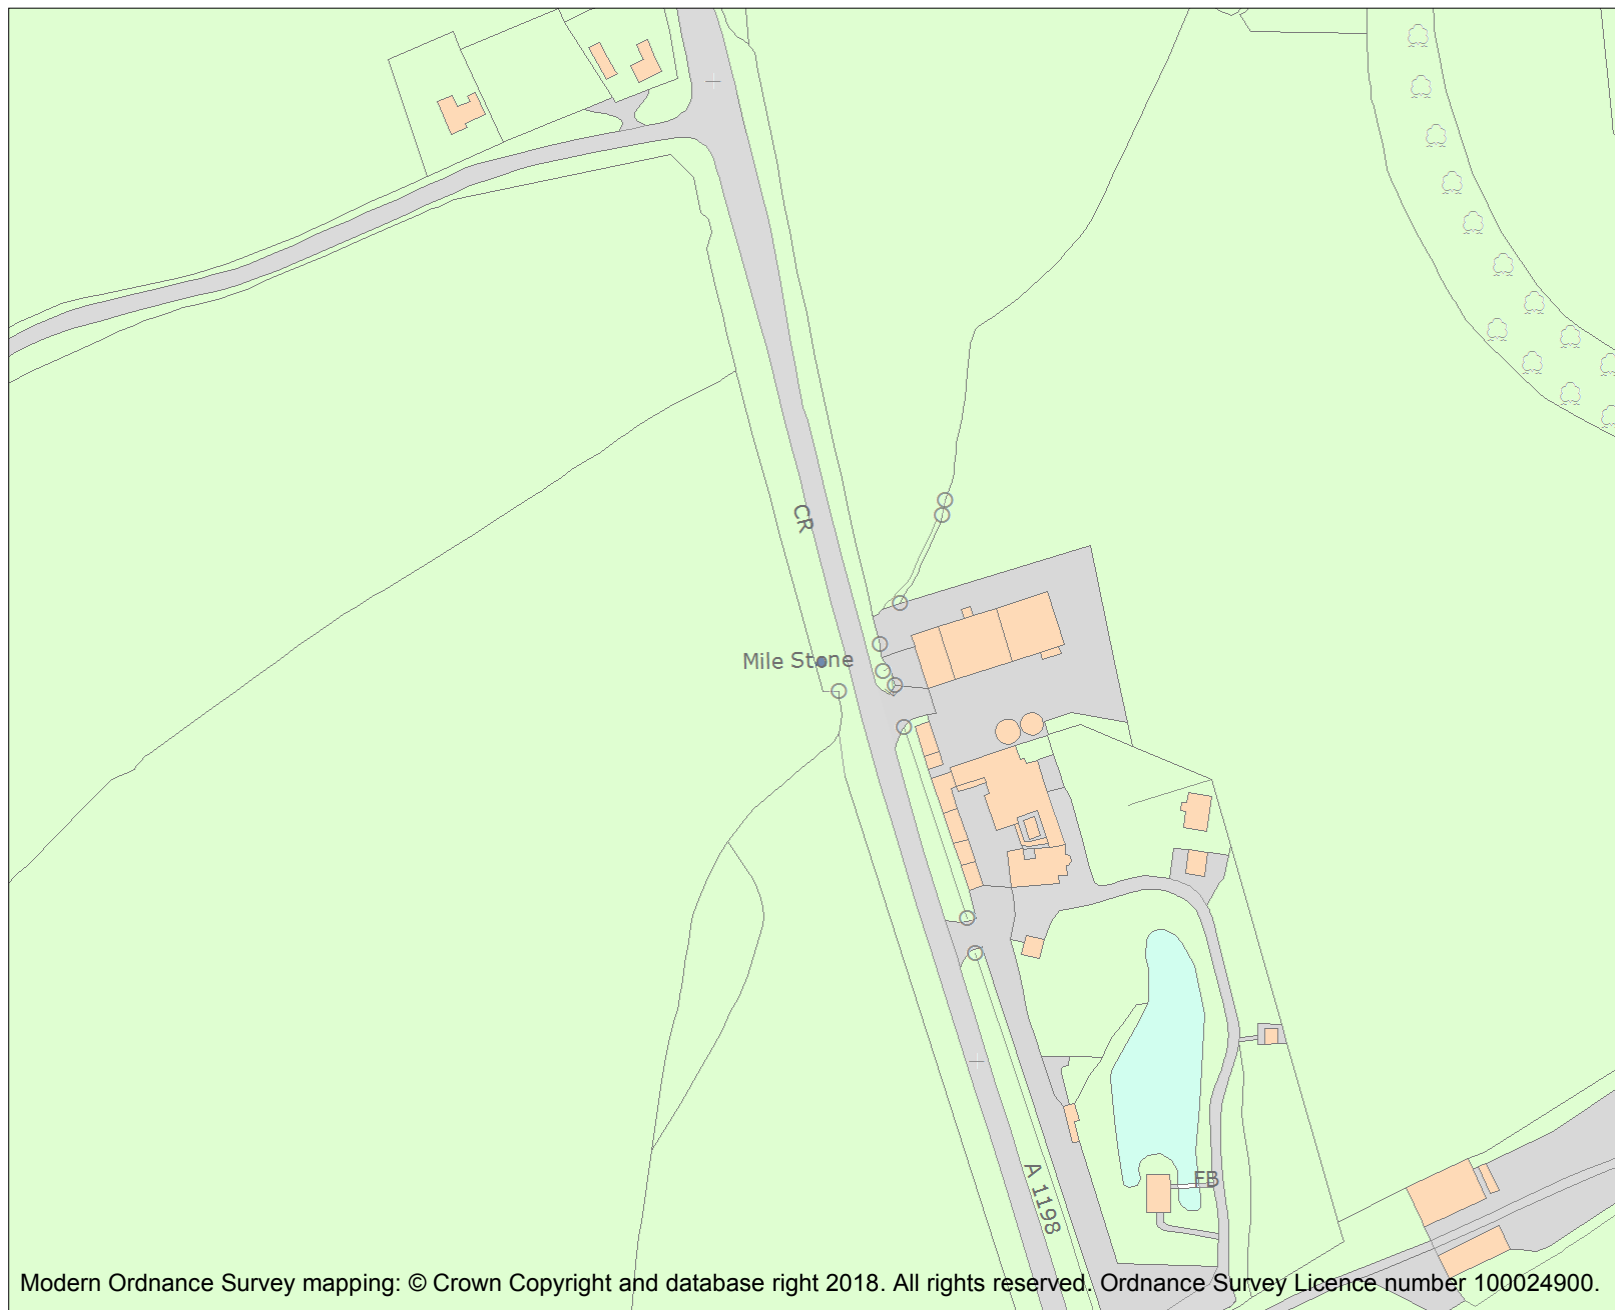 CR
Mile Stone
A 1198
FB
Modern Ordnance Survey mapping: © Crown Copyright and database right 2018. All rights reserved. Ordnance Survey Licence number 100024900.